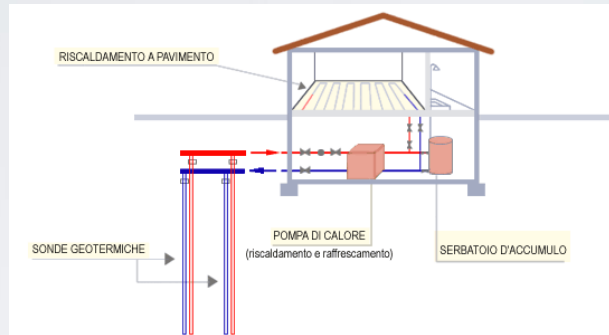 RISCALDAMENTO A PAVIMENTO
SONDE GEOTERMICHE
POMPA DI CALORE
(riscaldamento e raffrescamento)
SERBATOIO D'ACCUMULO